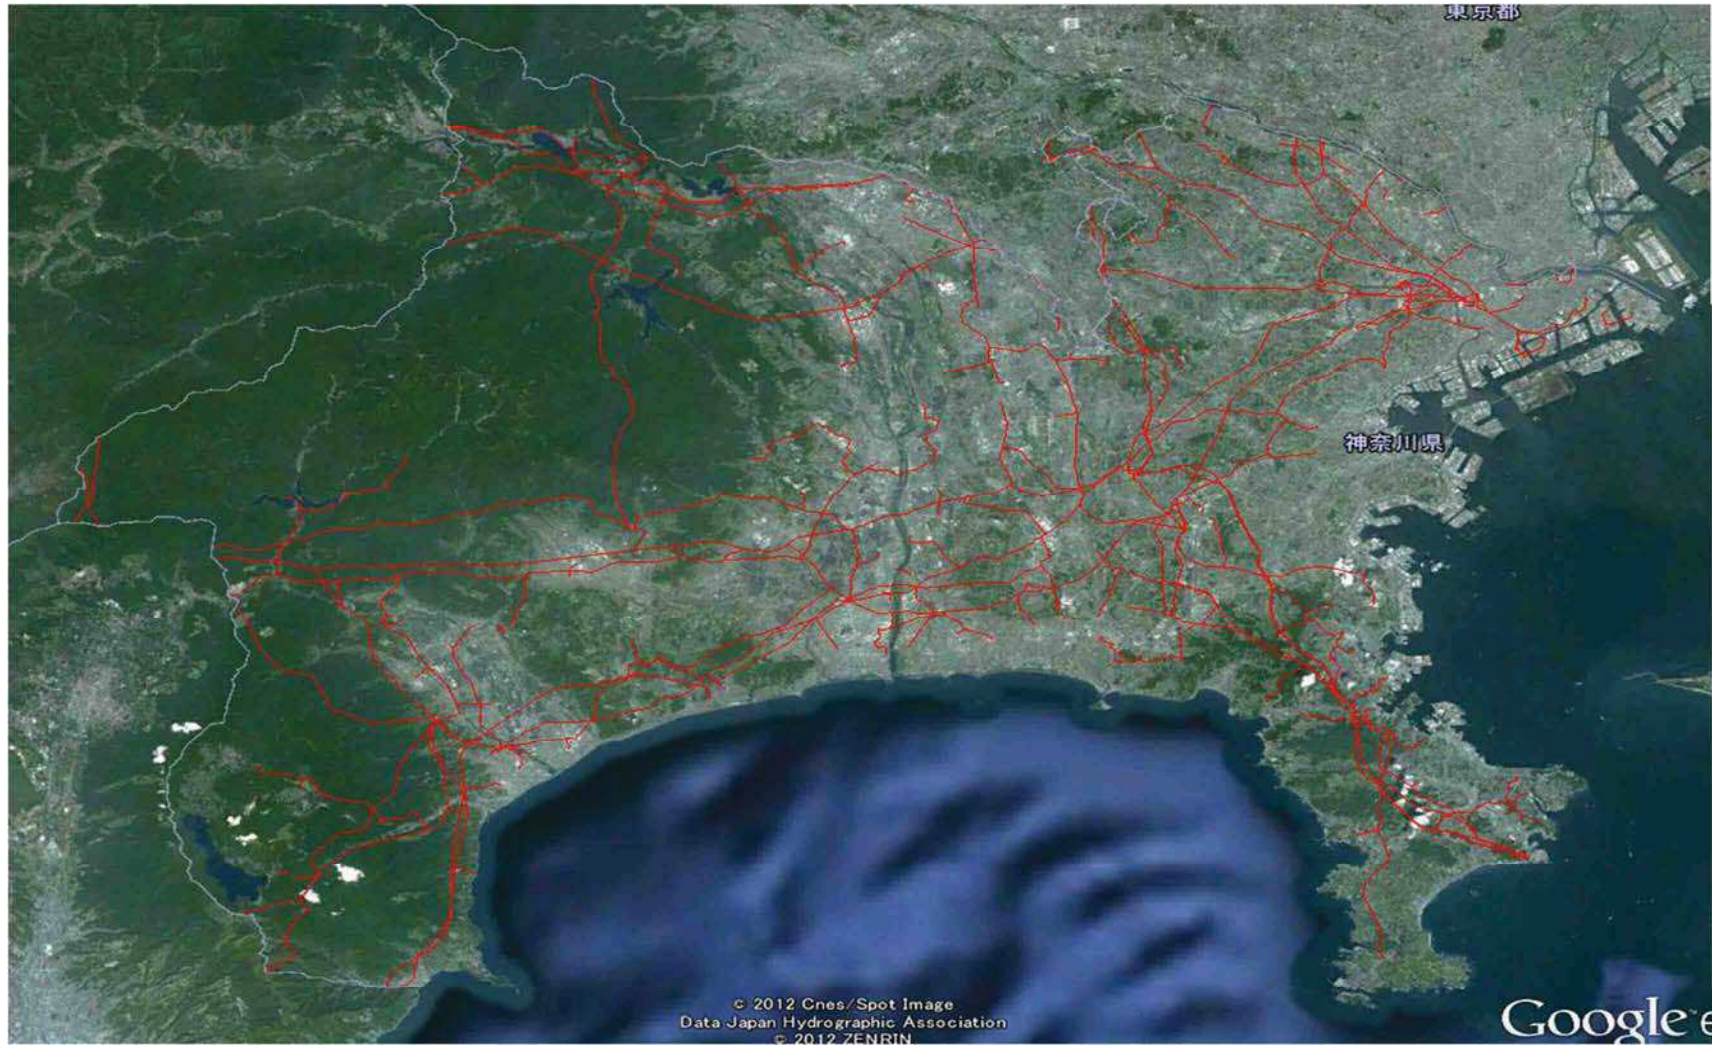 東京都
神奈川県
© 2012 Cnes/Spot Image
Data Japan Hydrographic Association
© 2012 ZENRIN
Google e